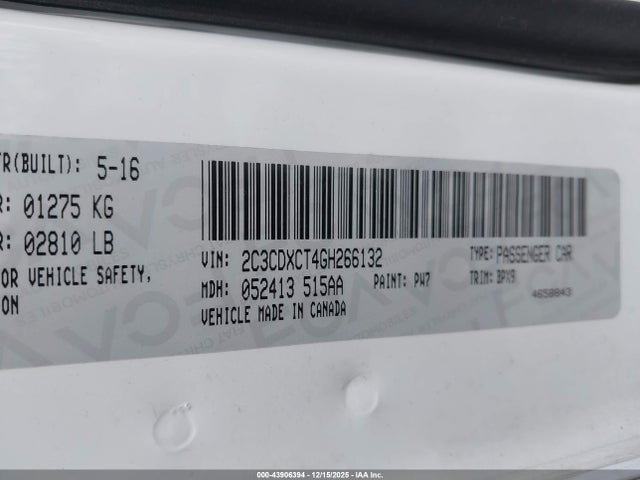 TR(BUILT): 5-16
R: 01275 KG
R: 02810 LB
OR VEHICLE SAFETY,
ON
VIN: 2C3CDXCT4GH266132
TYPE: PASSENGER CAR
MDH: 052413 515AA
PAINT: PW7
TRIM: BPX9
VEHICLE MADE IN CANADA
4658843
000-43906394 - 12/15/2025 - IAA Inc.